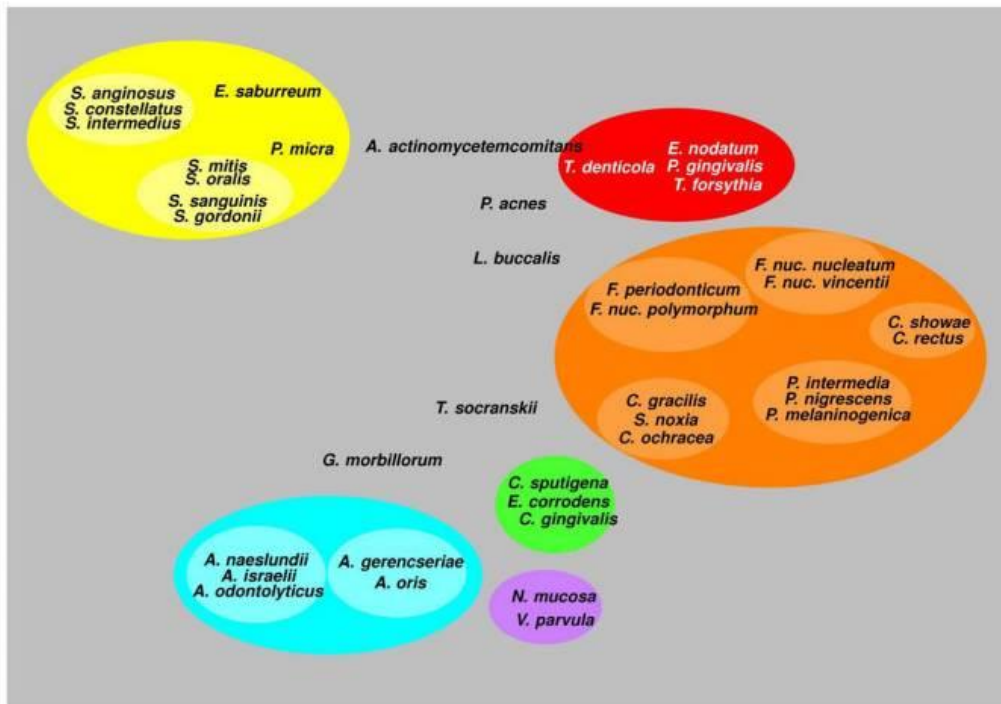 S. anginosus
S. constellatus
S. intermedius
E. saburreum
P. micra
S. mitis
S. oralis
S. sanguinis
S. gordonii
A. actinomycetemcomitans
T. denticola
E. nodatum
P. gingivalis
T. forsythia
P. acnes
L. buccalis
F. periodonticum
F. nuc. polymorphum
F. nuc. nucleatum
F. nuc. vincentii
C. showae
C. rectus
P. intermedia
P. nigrescens
P. melaninogenica
C. gracilis
S. noxia
C. ochracea
T. socranskii
G. morbillorum
C. sputigena
E. corrodens
C. gingivalis
A. naeslundii
A. israelii
A. odontolyticus
A. gerencseriae
A. oris
N. mucosa
V. parvula